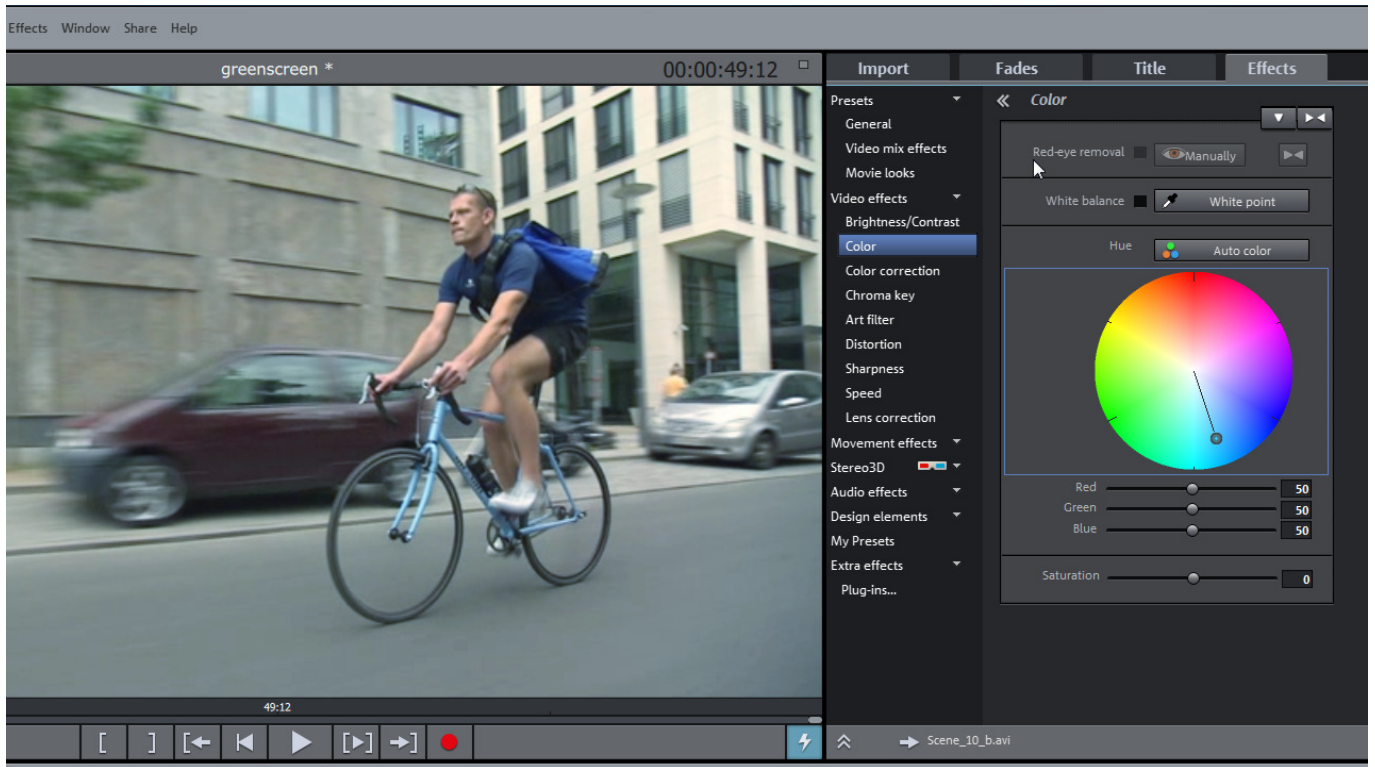 Effects Window Share Help
greenscreen * 00:00:49:12
Import Fades Title Effects
Presets
General
Video mix effects
Movie looks
Video effects
Brightness/Contrast
Color
Color correction
Chroma key
Art filter
Distortion
Sharpness
Speed
Lens correction
Movement effects
Stereo3D
Audio effects
Design elements
My Presets
Extra effects
Plug-ins...
Color
Red-eye removal Manually
White balance White point
Hue Auto color
Red 50
Green 50
Blue 50
Saturation 0
49:12
[ ] [ [ ] ]
Scene_10_b.avi